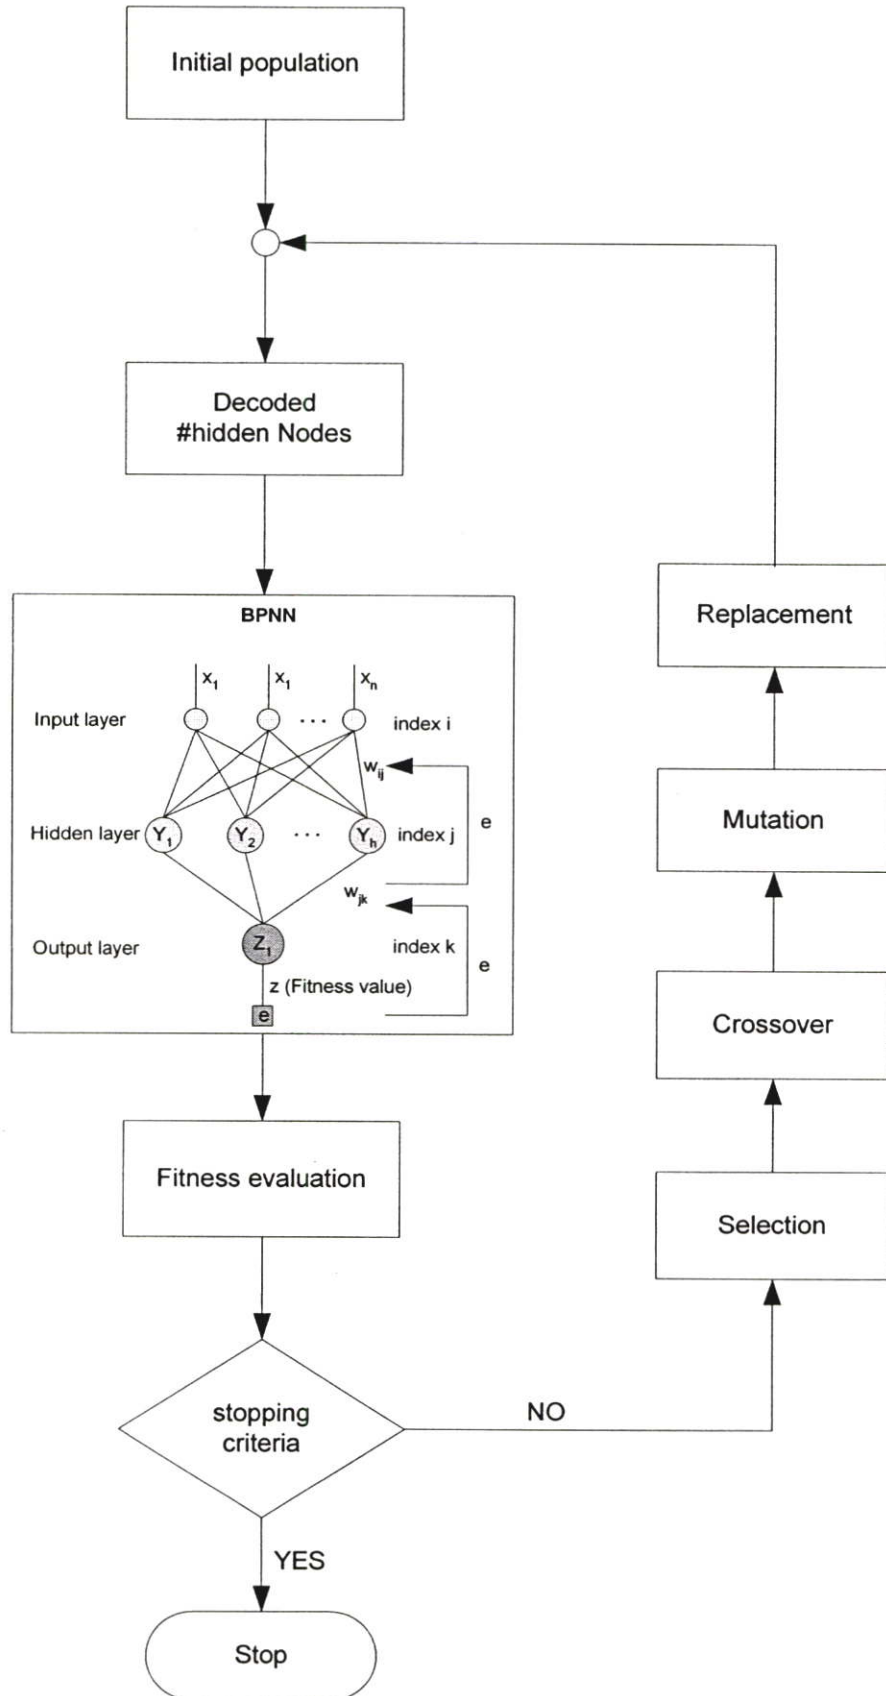 Initial population
Decoded
#hidden Nodes
BPNN
x1 x1 xn
Input layer ... index i
wij
Hidden layer Y1 Y2 ... Yh index j e
wjk
Output layer Z1 index k e
z (Fitness value)
e
Fitness evaluation
stopping
criteria
NO
YES
Stop
Replacement
Mutation
Crossover
Selection